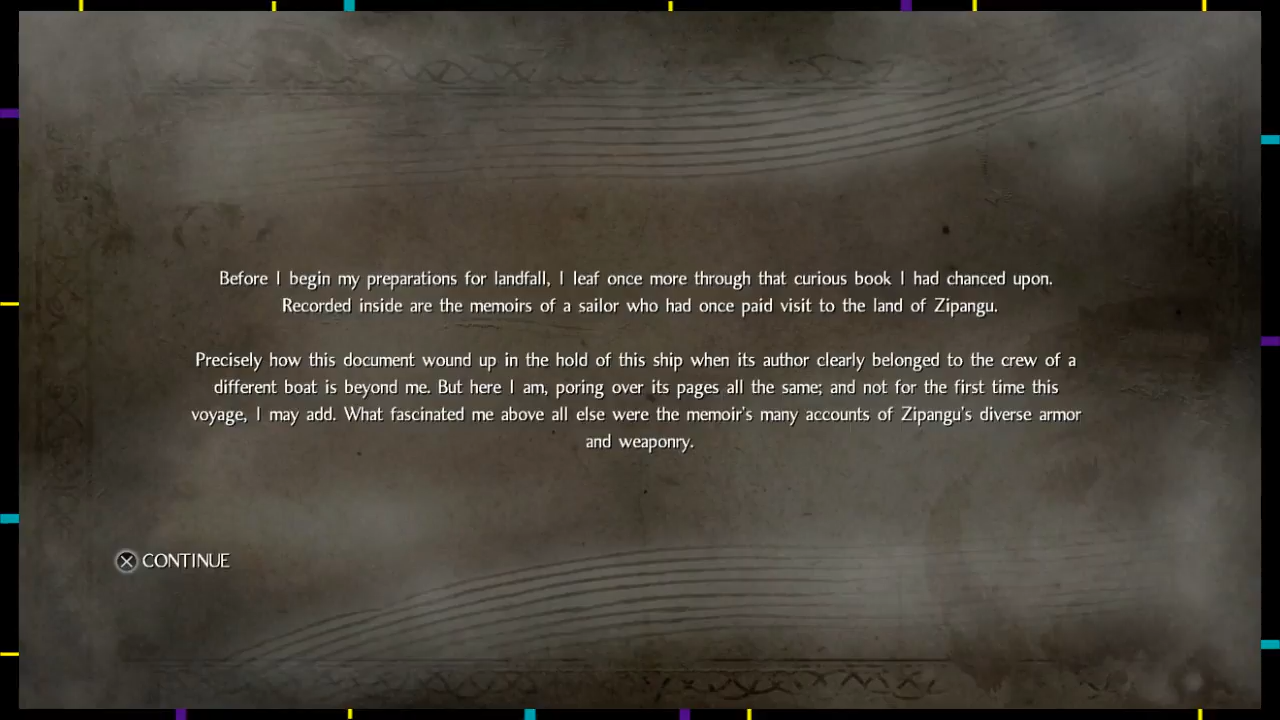 Before I begin my preparations for landfall, I leaf once more through that curious book I had chanced upon.
Recorded inside are the memoirs of a sailor who had once paid visit to the land of Zipangu.
Precisely how this document wound up in the hold of this ship when its author clearly belonged to the crew of a
different boat is beyond me. But here I am, poring over its pages all the same; and not for the first time this
voyage, I may add. What fascinated me above all else were the memoir's many accounts of Zipangu's diverse armor
and weaponry.
CONTINUE